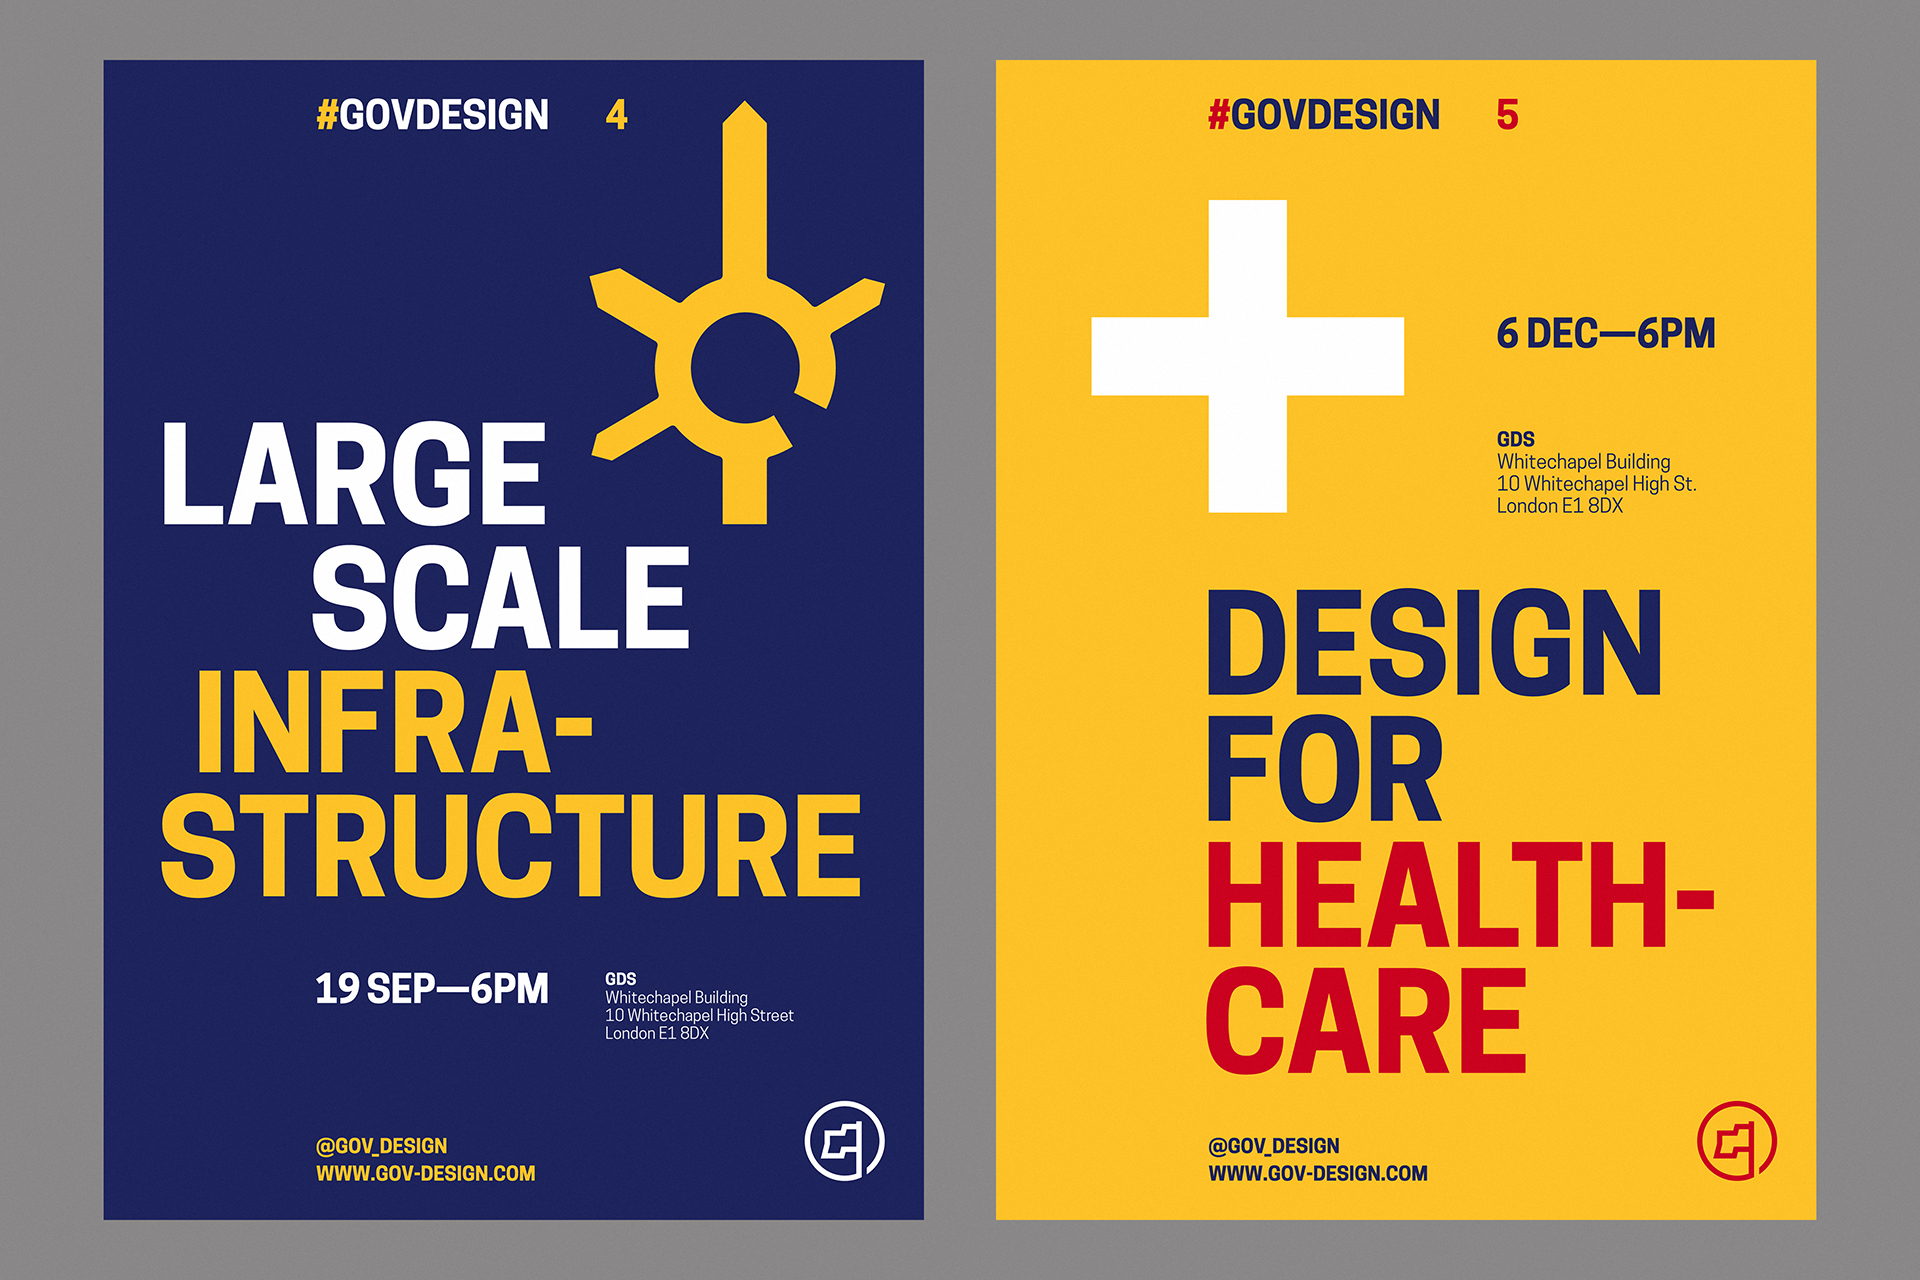 #GOVDESIGN 4
LARGE
SCALE
INFRA-
STRUCTURE
19 SEP—6PM
GDS
Whitechapel Building
10 Whitechapel High Street
London E1 8DX
@GOV_DESIGN
WWW.GOV-DESIGN.COM
#GOVDESIGN 5
6 DEC—6PM
GDS
Whitechapel Building
10 Whitechapel High St.
London E1 8DX
DESIGN
FOR
HEALTH-
CARE
@GOV_DESIGN
WWW.GOV-DESIGN.COM